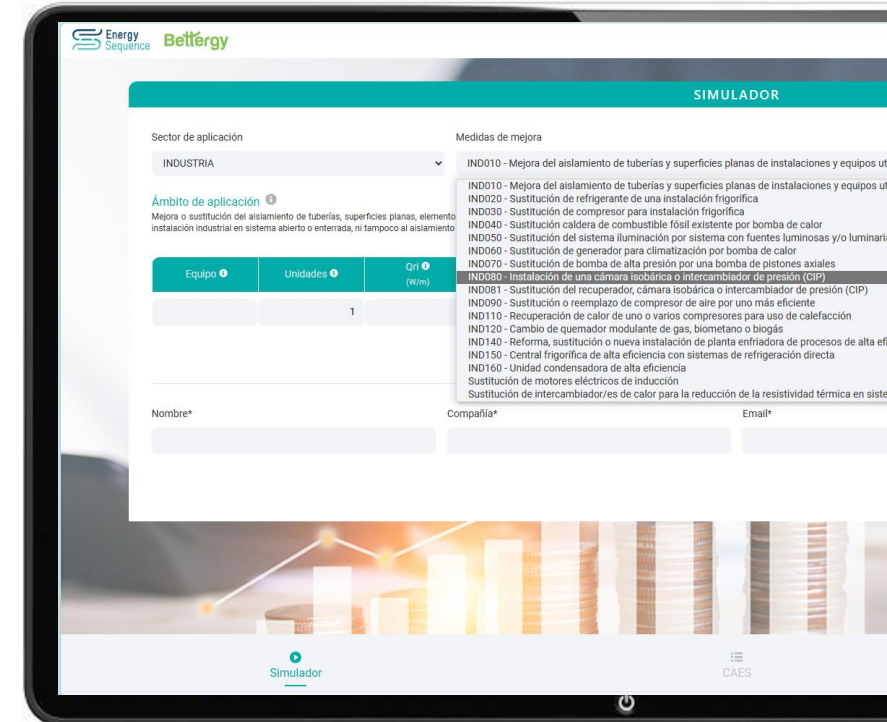 Energy
Sequence
Bettergy
SIMULADOR
Sector de aplicación
Medidas de mejora
INDUSTRIA
IND010 - Mejora del aislamiento de tuberías y superficies planas de instalaciones y equipos ut
IND010 - Mejora del aislamiento de tuberías y superficies planas de instalaciones y equipos ut
IND020 - Sustitución de refrigerante de una instalación frigorífica
IND030 - Sustitución de compresor para instalación frigorífica
IND040 - Sustitución caldera de combustible fósil existente por bomba de calor
IND050 - Sustitución del sistema iluminación por sistema con fuentes luminosas y/o luminaria
IND060 - Sustitución de generador para climatización por bomba de calor
IND070 - Sustitución de bomba de alta presión por una bomba de pistones axiales
IND080 - Instalación de una cámara isobárica o intercambiador de presión (CIP)
IND081 - Sustitución del recuperador, cámara isobárica o intercambiador de presión (CIP)
IND090 - Sustitución o reemplazo de compresor de aire por uno más eficiente
IND110 - Recuperación de calor de uno o varios compresores para uso de calefacción
IND120 - Cambio de quemador modulante de gas, biometano o biogás
IND140 - Reforma, sustitución o nueva instalación de planta enfriadora de procesos de alta efi
IND150 - Central frigorífica de alta eficiencia con sistemas de refrigeración directa
IND160 - Unidad condensadora de alta eficiencia
Sustitución de motores eléctricos de inducción
Sustitución de intercambiador/es de calor para la reducción de la resistividad térmica en siste
Ámbito de aplicación
Mejora o sustitución del aislamiento de tuberías, superficies planas, elemento
instalación industrial en sistema abierto o enterrada, ni tampoco al aislamiento
Equipo
Unidades
Qri
(W/m)
1
Nombre*
Compañía*
Email*
Simulador
CAES